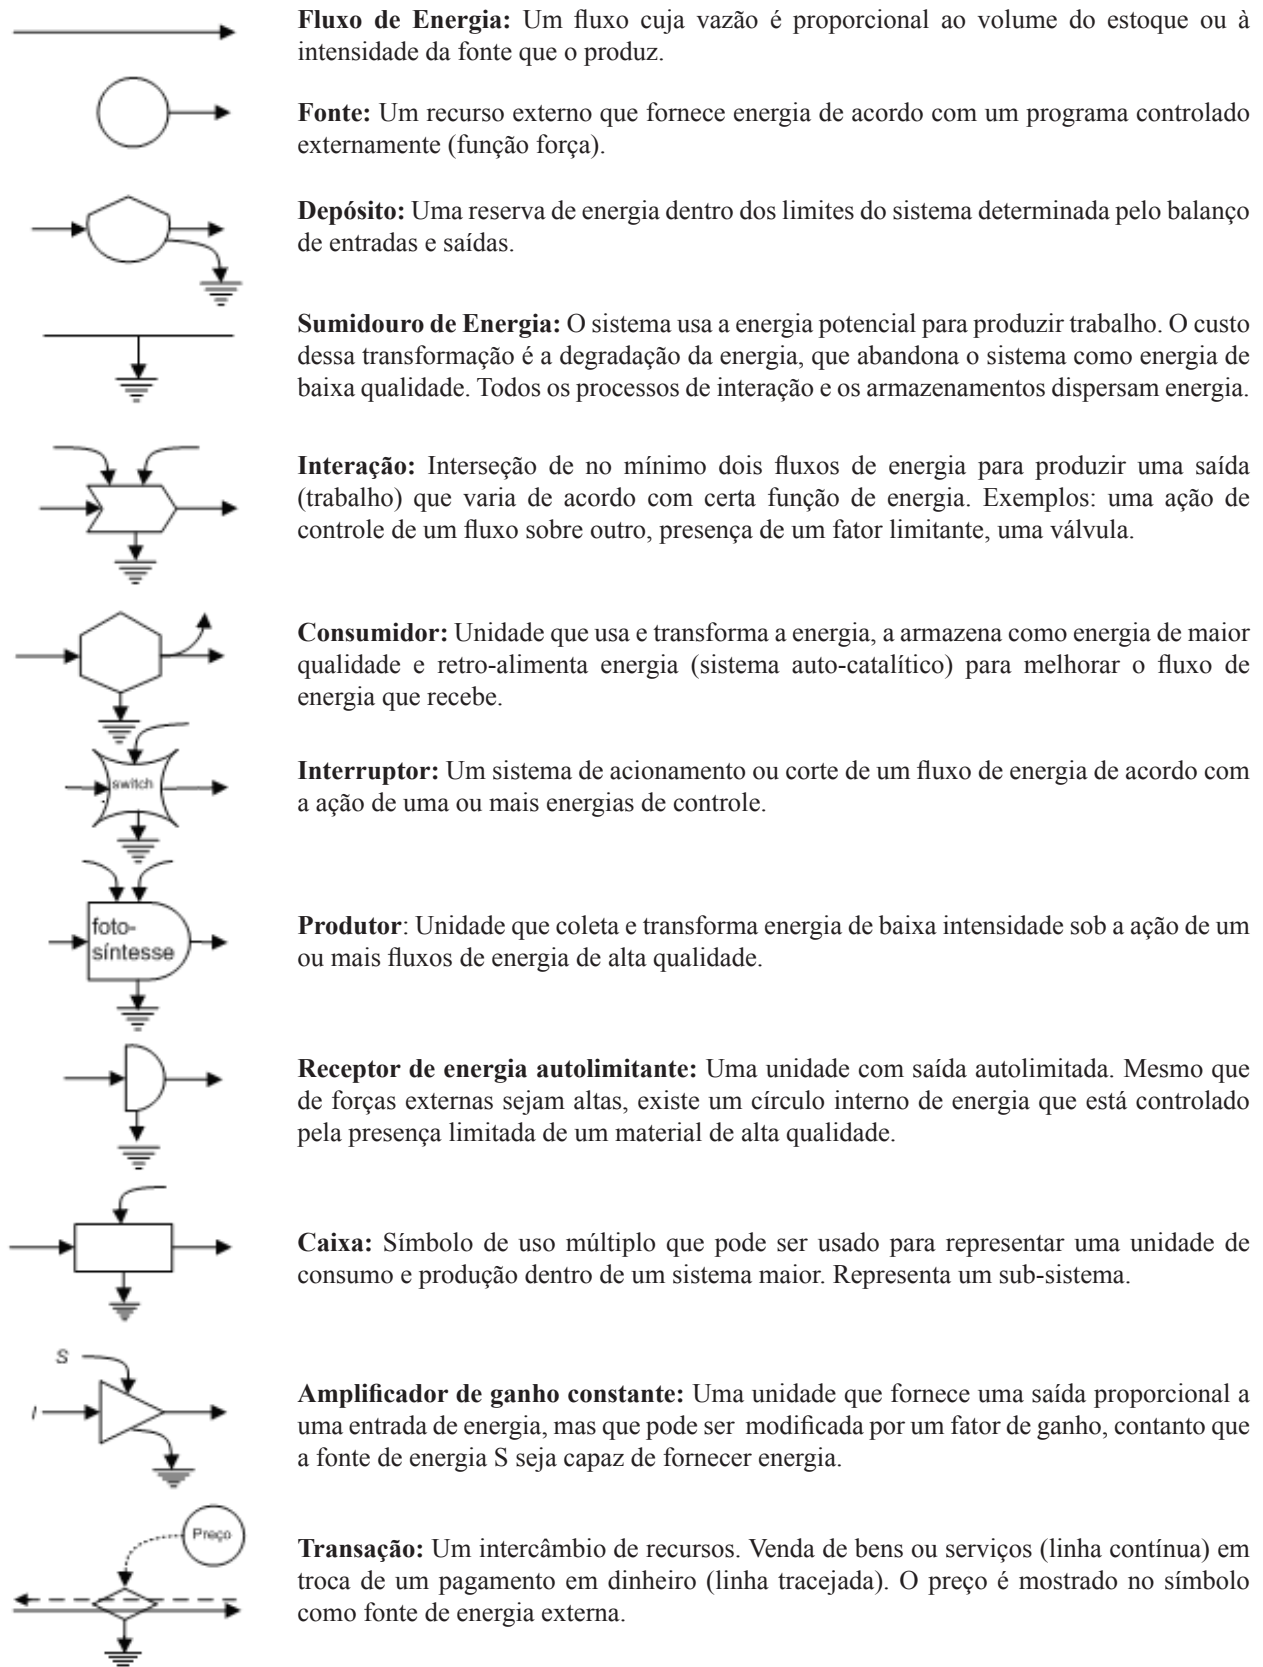 Fluxo de Energia: Um fluxo cuja vazão é proporcional ao volume do estoque ou à
intensidade da fonte que o produz.
Fonte: Um recurso externo que fornece energia de acordo com um programa controlado
externamente (função força).
Depósito: Uma reserva de energia dentro dos limites do sistema determinada pelo balanço
de entradas e saídas.
Sumidouro de Energia: O sistema usa a energia potencial para produzir trabalho. O custo
dessa transformação é a degradação da energia, que abandona o sistema como energia de
baixa qualidade. Todos os processos de interação e os armazenamentos dispersam energia.
Interação: Interseção de no mínimo dois fluxos de energia para produzir uma saída
(trabalho) que varia de acordo com certa função de energia. Exemplos: uma ação de
controle de um fluxo sobre outro, presença de um fator limitante, uma válvula.
Consumidor: Unidade que usa e transforma a energia, a armazena como energia de maior
qualidade e retro-alimenta energia (sistema auto-catalítico) para melhorar o fluxo de
energia que recebe.
switch
Interruptor: Um sistema de acionamento ou corte de um fluxo de energia de acordo com
a ação de uma ou mais energias de controle.
foto-
síntesse
Produtor: Unidade que coleta e transforma energia de baixa intensidade sob a ação de um
ou mais fluxos de energia de alta qualidade.
Receptor de energia autolimitante: Uma unidade com saída autolimitada. Mesmo que
de forças externas sejam altas, existe um círculo interno de energia que está controlado
pela presença limitada de um material de alta qualidade.
Caixa: Símbolo de uso múltiplo que pode ser usado para representar uma unidade de
consumo e produção dentro de um sistema maior. Representa um sub-sistema.
S
I
Amplificador de ganho constante: Uma unidade que fornece uma saída proporcional a
uma entrada de energia, mas que pode ser modificada por um fator de ganho, contanto que
a fonte de energia S seja capaz de fornecer energia.
Preço
Transação: Um intercâmbio de recursos. Venda de bens ou serviços (linha contínua) em
troca de um pagamento em dinheiro (linha tracejada). O preço é mostrado no símbolo
como fonte de energia externa.